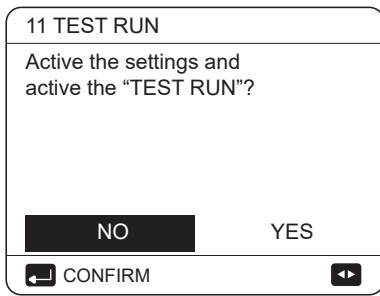 11 TEST RUN
Active the settings and
active the “TEST RUN”?
NO YES
CONFIRM